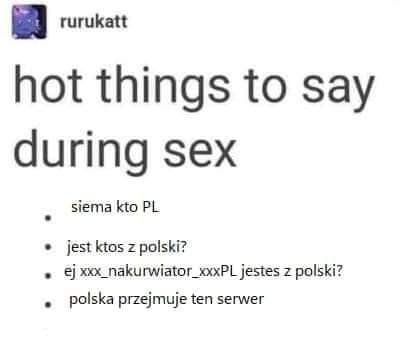 rurukatt
hot things to say
during sex
• siema kto PL
• jest ktos z polski?
• ej xxx_nakurwiator_xxxPL jestes z polski?
• polska przejmuje ten serwer